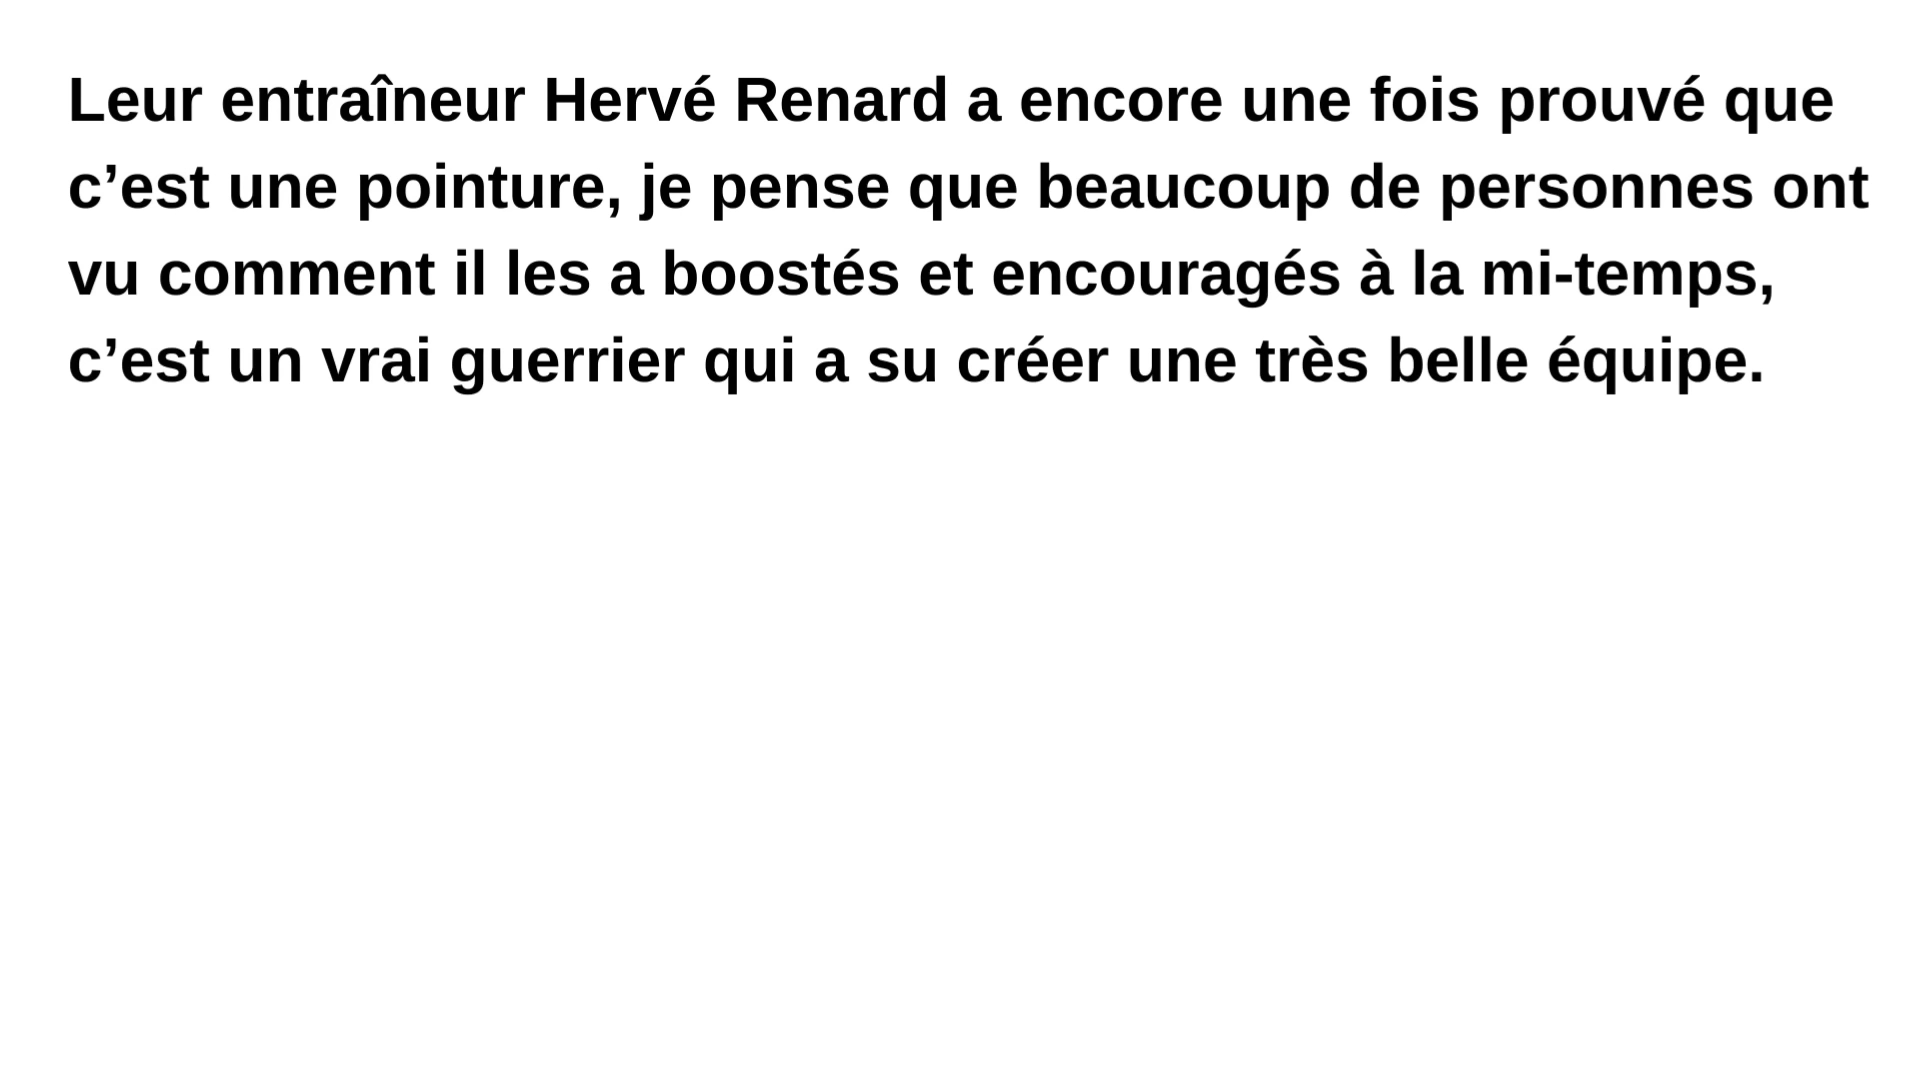 Leur entraîneur Hervé Renard a encore une fois prouvé que
c’est une pointure, je pense que beaucoup de personnes ont
vu comment il les a boostés et encouragés à la mi-temps,
c’est un vrai guerrier qui a su créer une très belle équipe.